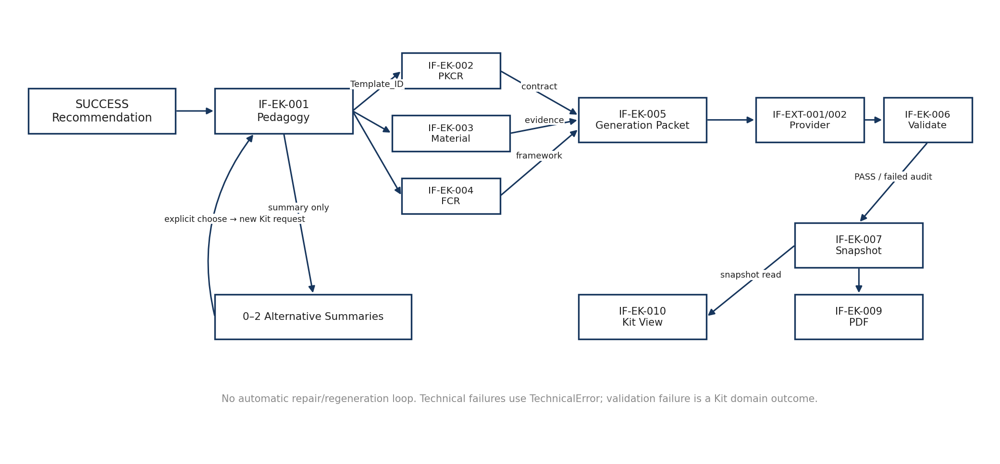 SUCCESS
Recommendation
IF-EK-001
Pedagogy
Template_ID
IF-EK-002
PKCR
IF-EK-003
Material
IF-EK-004
FCR
contract
evidence
framework
IF-EK-005
Generation Packet
IF-EXT-001/002
Provider
IF-EK-006
Validate
PASS / failed audit
summary only
explicit choose → new Kit request
IF-EK-007
Snapshot
snapshot read
0–2 Alternative Summaries
IF-EK-010
Kit View
IF-EK-009
PDF
No automatic repair/regeneration loop. Technical failures use TechnicalError; validation failure is a Kit domain outcome.